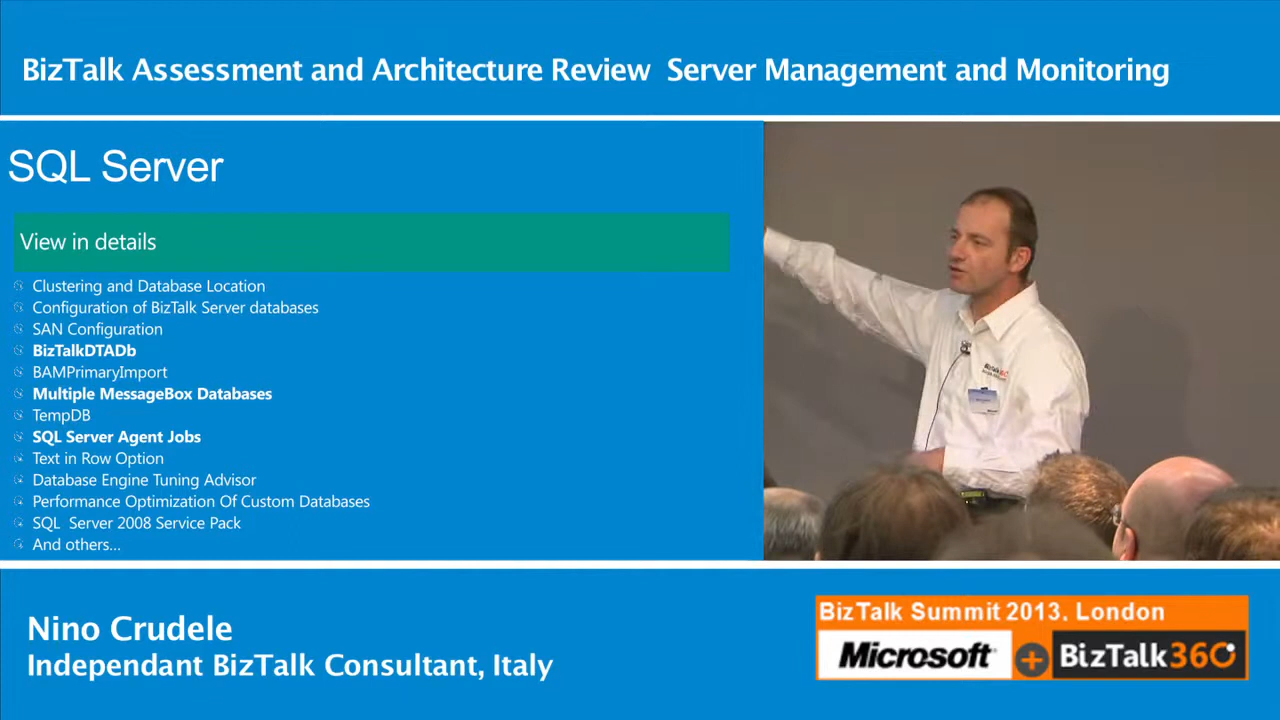 BizTalk Assessment and Architecture Review  Server Management and Monitoring
SQL Server
View in details
Clustering and Database Location
Configuration of BizTalk Server databases
SAN Configuration
BizTalkDTADb
BAMPrimaryImport
Multiple MessageBox Databases
TempDB
SQL Server Agent Jobs
Text in Row Option
Database Engine Tuning Advisor
Performance Optimization Of Custom Databases
SQL  Server 2008 Service Pack
And others...
BizTalk360
Nino Crudele
Independant BizTalk Consultant, Italy
BizTalk Summit 2013. London
Microsoft + BizTalk360